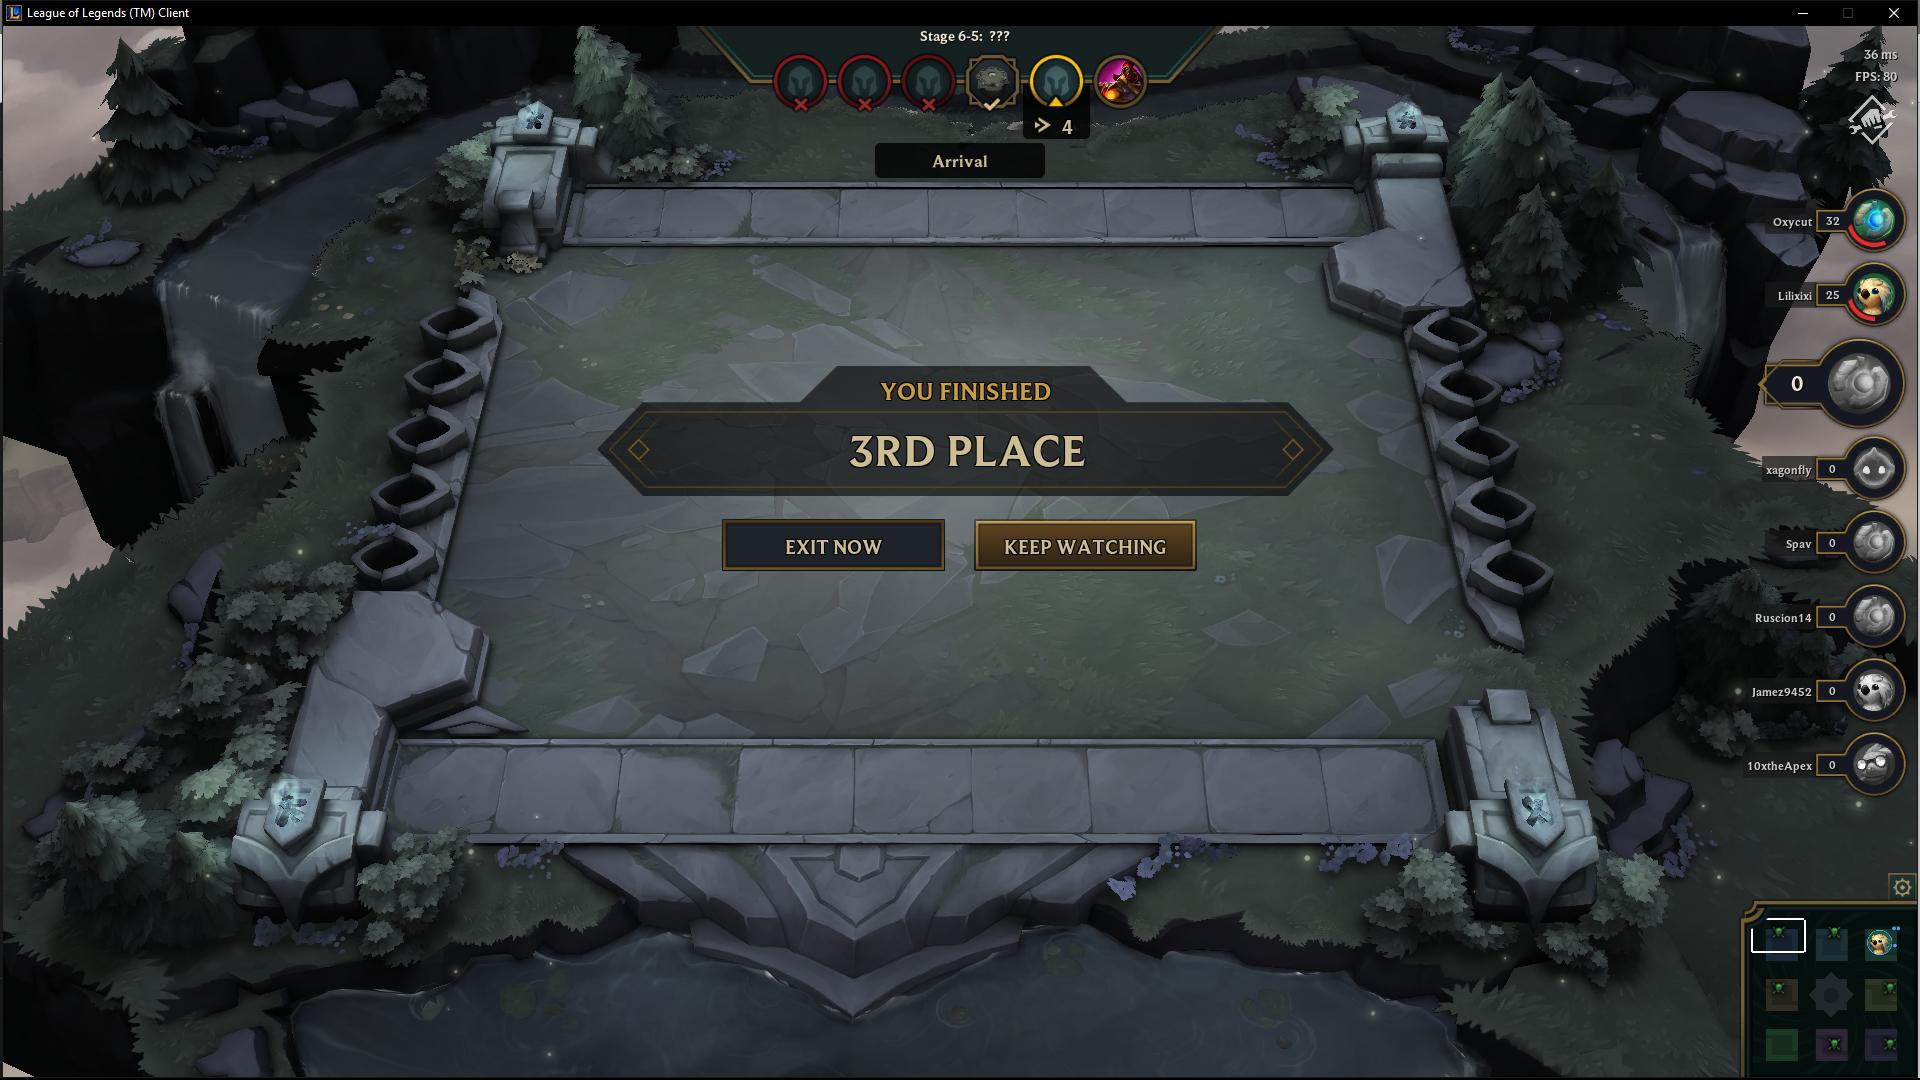 League of Legends (TM) Client
Stage 6-5: ???
4
Arrival
36 ms
FPS: 80
Oxycut 32
Lilixixi 25
0
xagonfly 0
Spav 0
Ruscion14 0
Jamez9452 0
10xtheApex 0
YOU FINISHED
3RD PLACE
EXIT NOW
KEEP WATCHING